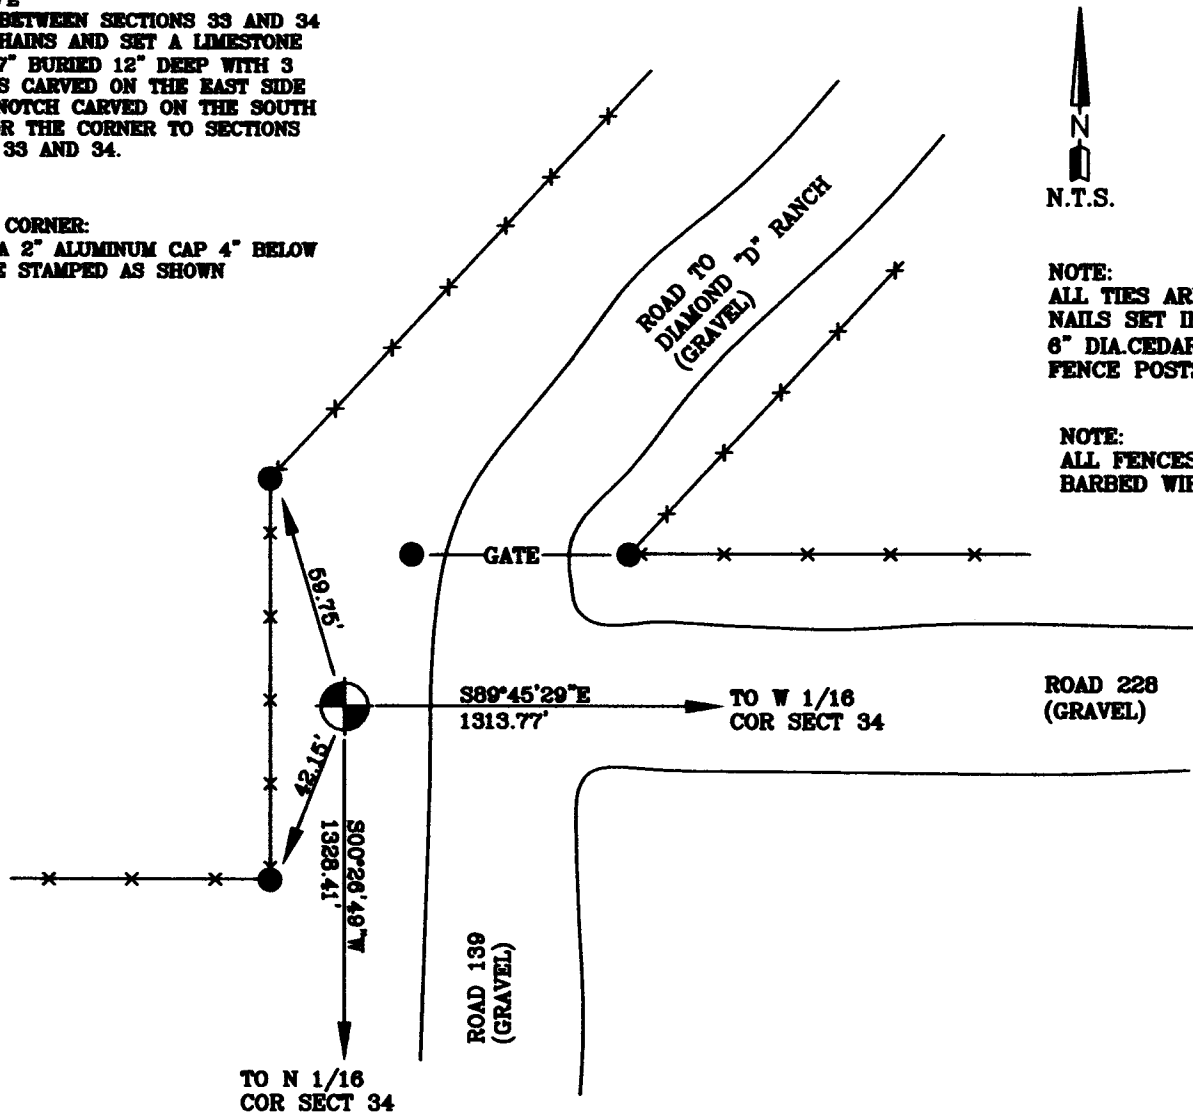 BETWEEN SECTIONS 33 AND 34
HAINS AND SET A LIMESTONE
7" BURIED 12" DEEP WITH 3
S CARVED ON THE EAST SIDE
NOTCH CARVED ON THE SOUTH
R THE CORNER TO SECTIONS
33 AND 34.
CORNER:
A 2" ALUMINUM CAP 4" BELOW
E STAMPED AS SHOWN
N
N.T.S.
NOTE:
ALL TIES AR
NAILS SET I
6" DIA.CEDAR
FENCE POST
NOTE:
ALL FENCES
BARBED WI
ROAD TO
DIAMOND "D" RANCH
(GRAVEL)
GATE
59.75'
S89°45'29"E
1313.77'
TO W 1/16
COR SECT 34
ROAD 228
(GRAVEL)
42.15'
S00°26'49"W
1328.41'
ROAD 139
(GRAVEL)
TO N 1/16
COR SECT 34